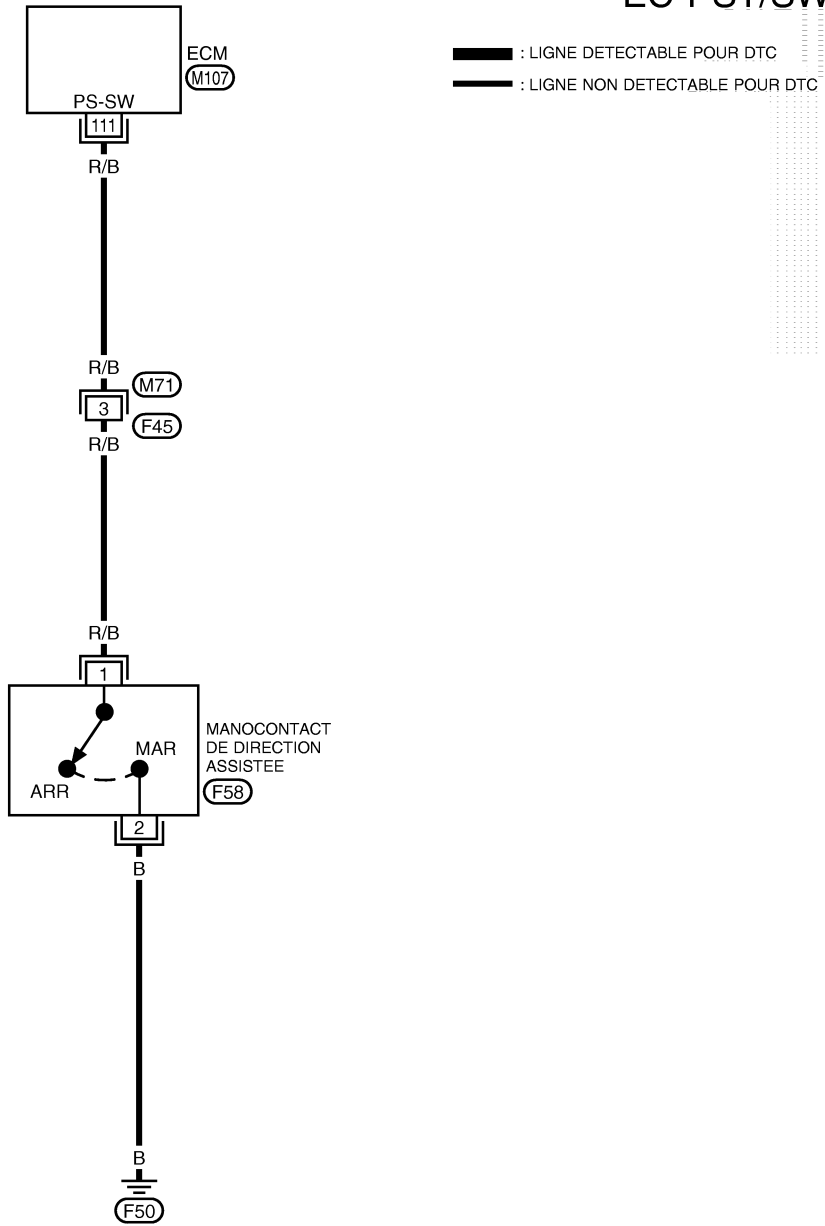 ECM
M107
: LIGNE DETECTABLE POUR DTC
: LIGNE NON DETECTABLE POUR DTC
PS-SW
111
R/B
R/B
M71
3
F45
R/B
R/B
1
MANOCONTACT
DE DIRECTION
ASSISTEE
F58
MAR
ARR
2
B
B
F50